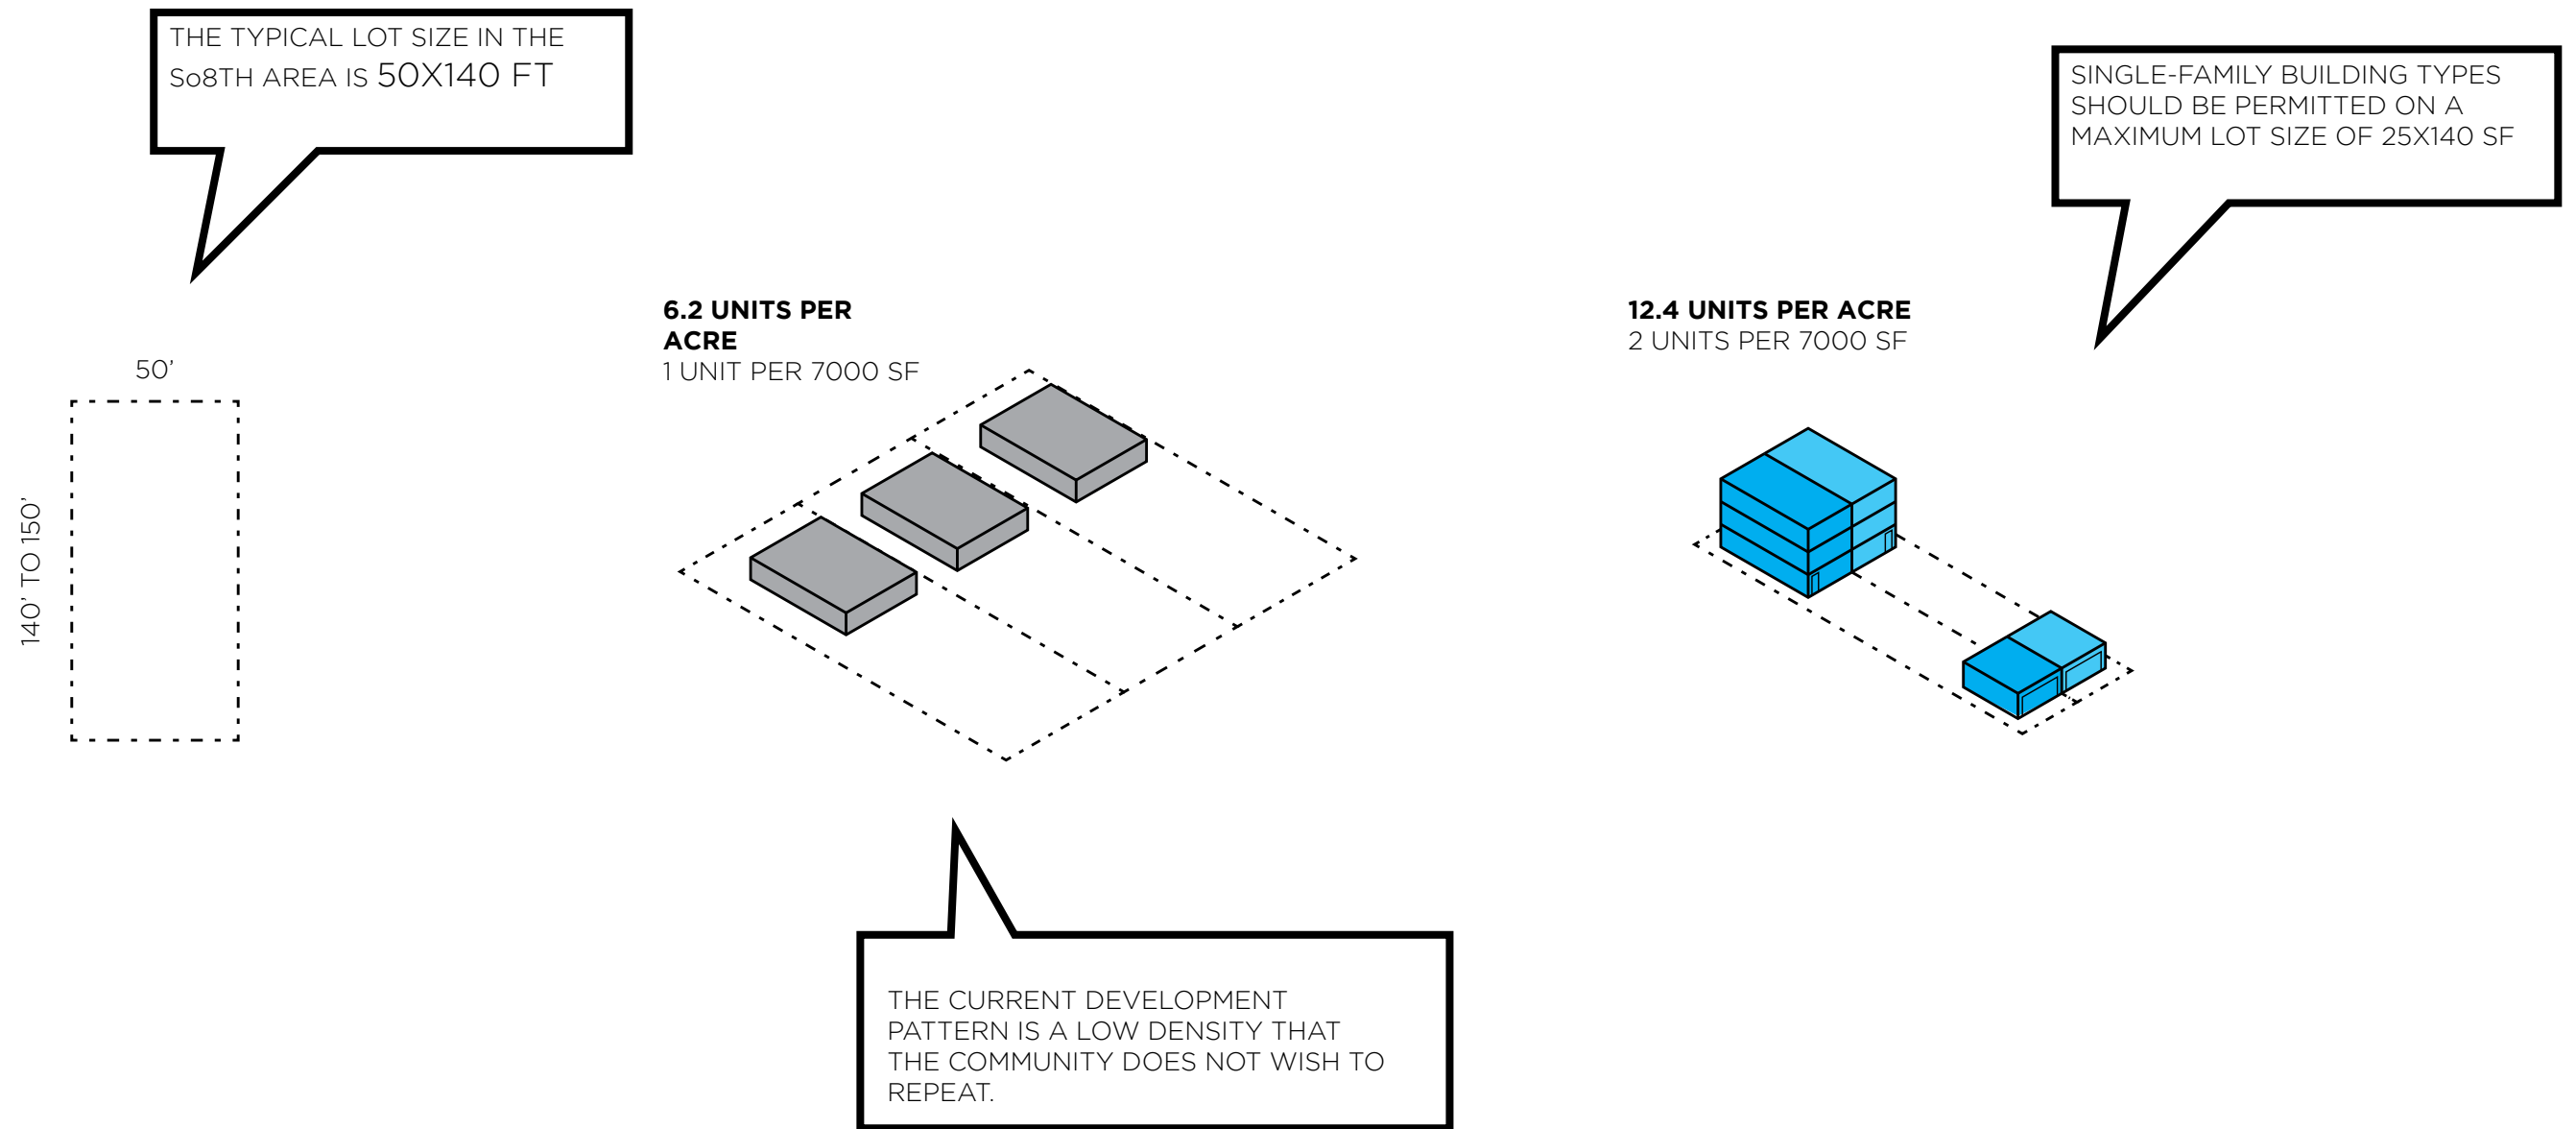 THE TYPICAL LOT SIZE IN THE
So8TH AREA IS 50X140 FT
SINGLE-FAMILY BUILDING TYPES
SHOULD BE PERMITTED ON A
MAXIMUM LOT SIZE OF 25X140 SF
6.2 UNITS PER
ACRE
1 UNIT PER 7000 SF
12.4 UNITS PER ACRE
2 UNITS PER 7000 SF
50'
140' TO 150'
THE CURRENT DEVELOPMENT
PATTERN IS A LOW DENSITY THAT
THE COMMUNITY DOES NOT WISH TO
REPEAT.